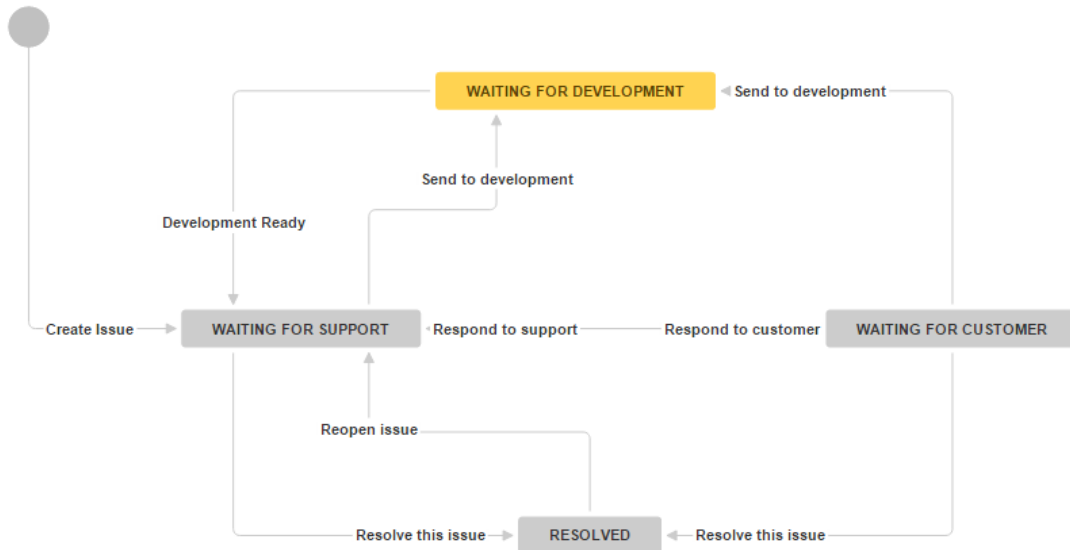 WAITING FOR DEVELOPMENT
Send to development
Send to development
Development Ready
Create Issue
WAITING FOR SUPPORT
Respond to support
Respond to customer
WAITING FOR CUSTOMER
Reopen issue
Resolve this issue
RESOLVED
Resolve this issue